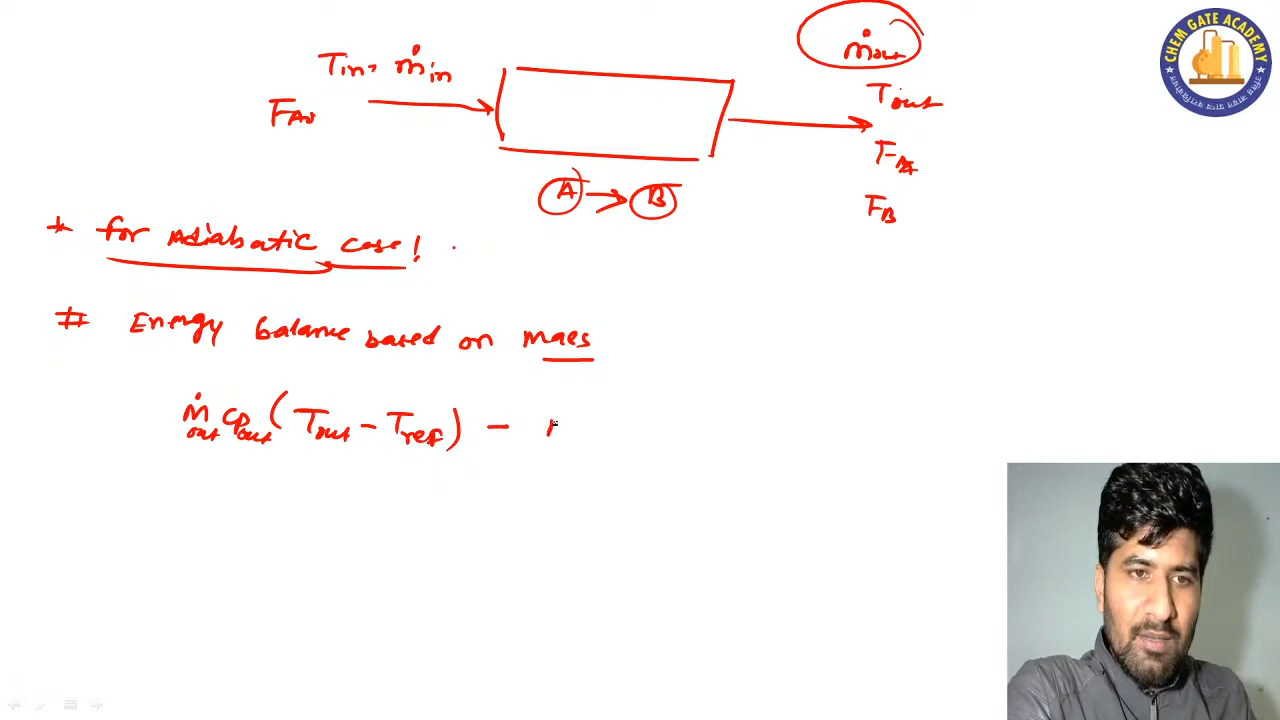 ṁout
Tin, ṁin
Tout
FA0
FA
A → B
FB
* for Adiabatic case!
# Energy balance based on mass
ṁout CPout (Tout - Tref) -
CHEM GATE ACADEMY